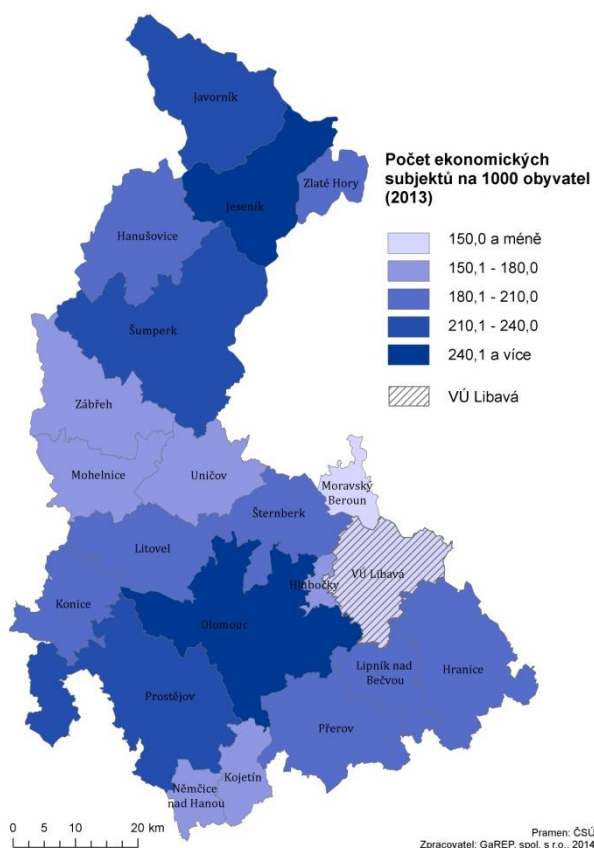 Javorník
Počet ekonomických
subjektů na 1000 obyvatel
(2013)
Zlaté Hory
Jeseník
Hanušovice
150,0 a méně
150,1 - 180,0
180,1 - 210,0
210,1 - 240,0
240,1 a více
VÚ Libavá
Šumperk
Zábřeh
Mohelnice
Uničov
Moravský
Beroun
Šternberk
Litovel
VÚ Libavá
Hlubočky
Konice
Olomouc
Lipník nad
Bečvou
Hranice
Prostějov
Přerov
Kojetín
Němčice
nad Hanou
0 5 10 20 km
Pramen: ČSÚ
Zpracovatel: GaREP, spol. s r.o., 2014